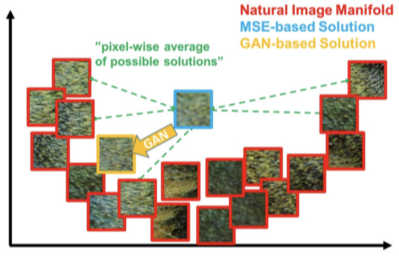 Natural Image Manifold
MSE-based Solution
GAN-based Solution
"pixel-wise average
of possible solutions"
GAN